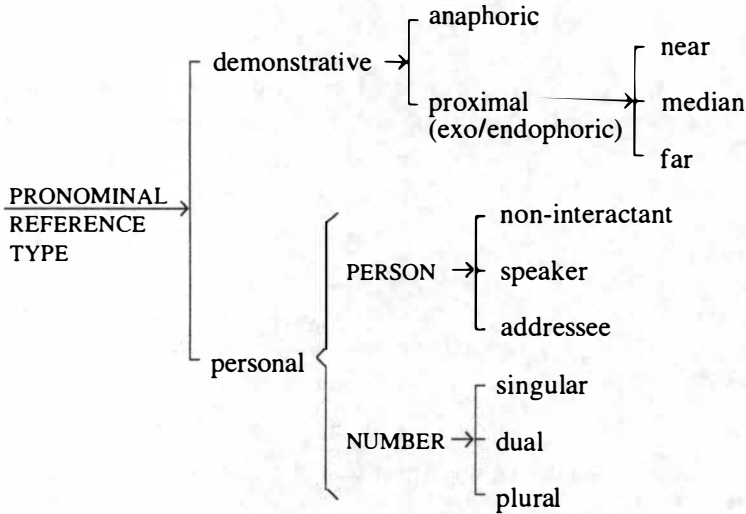 anaphoric
near
demonstrative
proximal
median
(exo/endophoric)
far
PRONOMINAL
REFERENCE
TYPE
non-interactant
PERSON
speaker
addressee
personal
singular
NUMBER
dual
plural